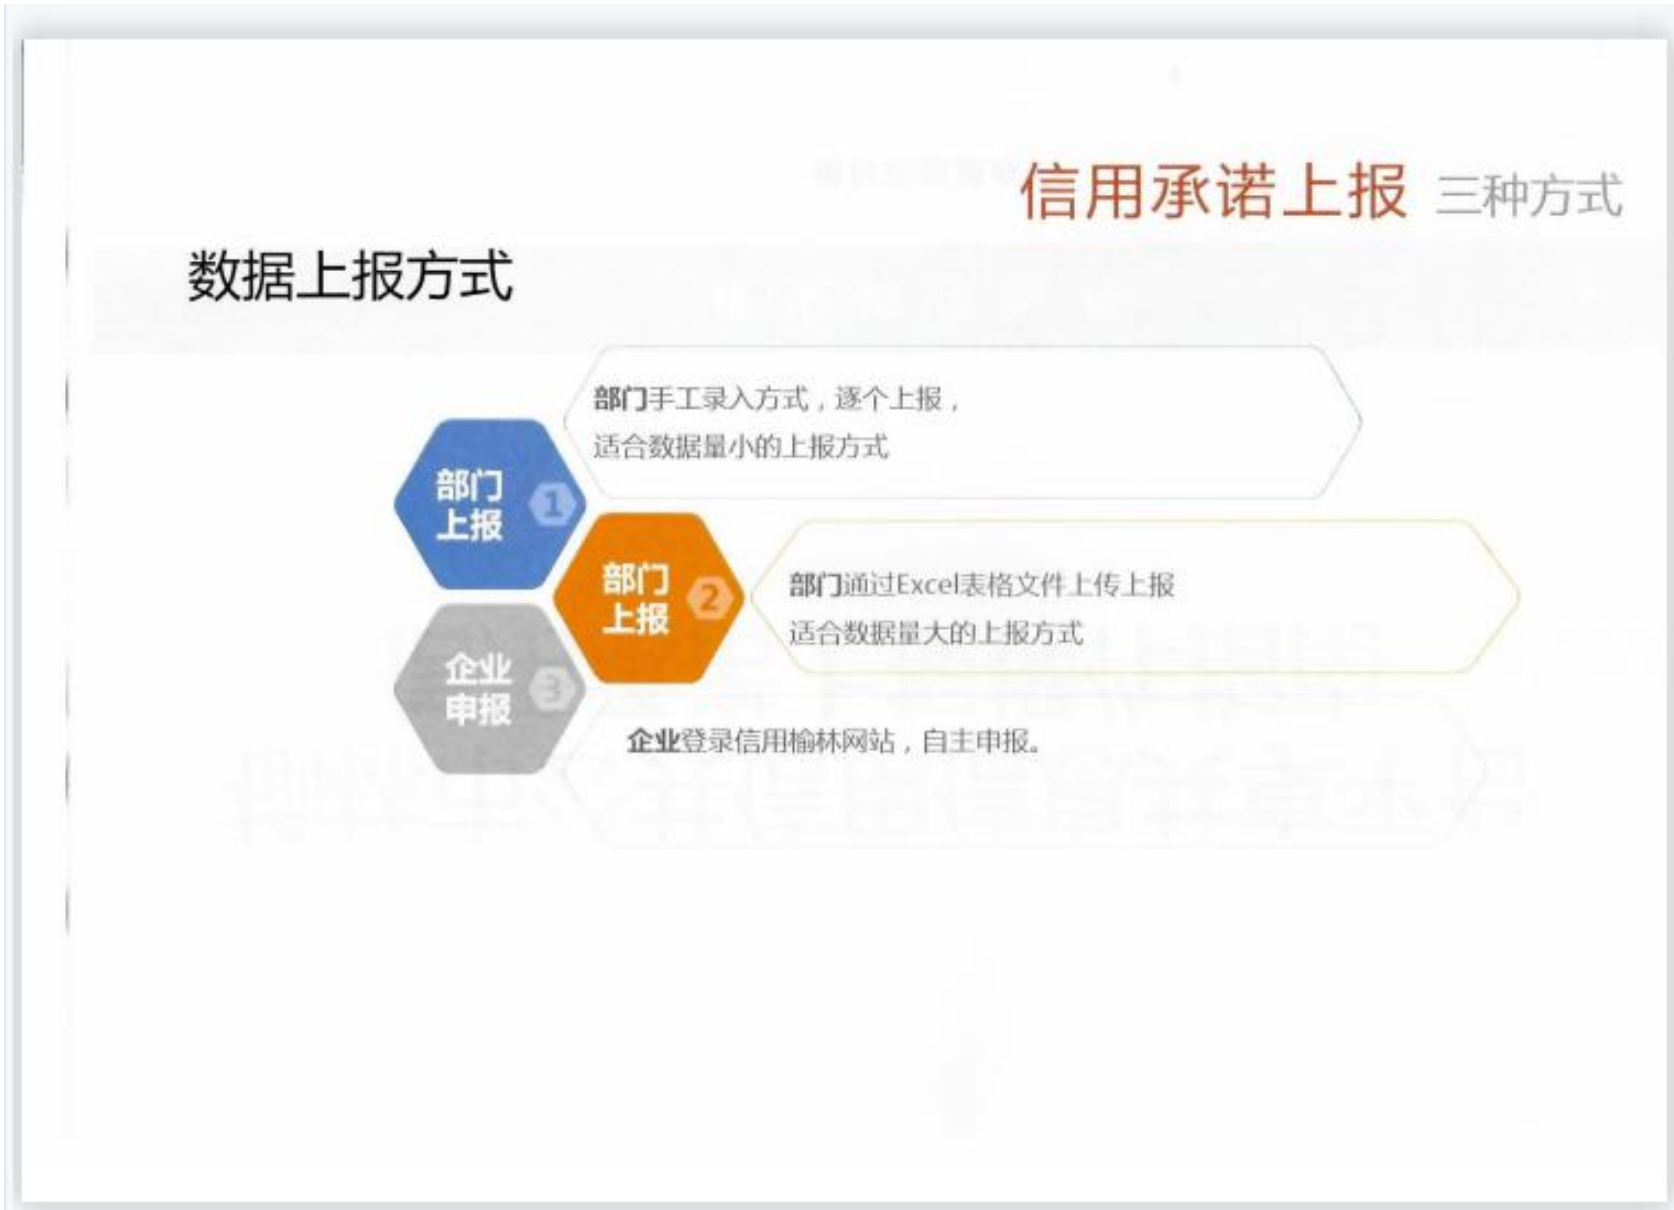 信用承诺上报 三种方式
数据上报方式
部门手工录入方式，逐个上报，
适合数据量小的上报方式
部门
上报
1
部门
上报
2
部门通过Excel表格文件上传上报
适合数据量大的上报方式
企业
申报
3
企业登录信用榆林网站，自主申报。